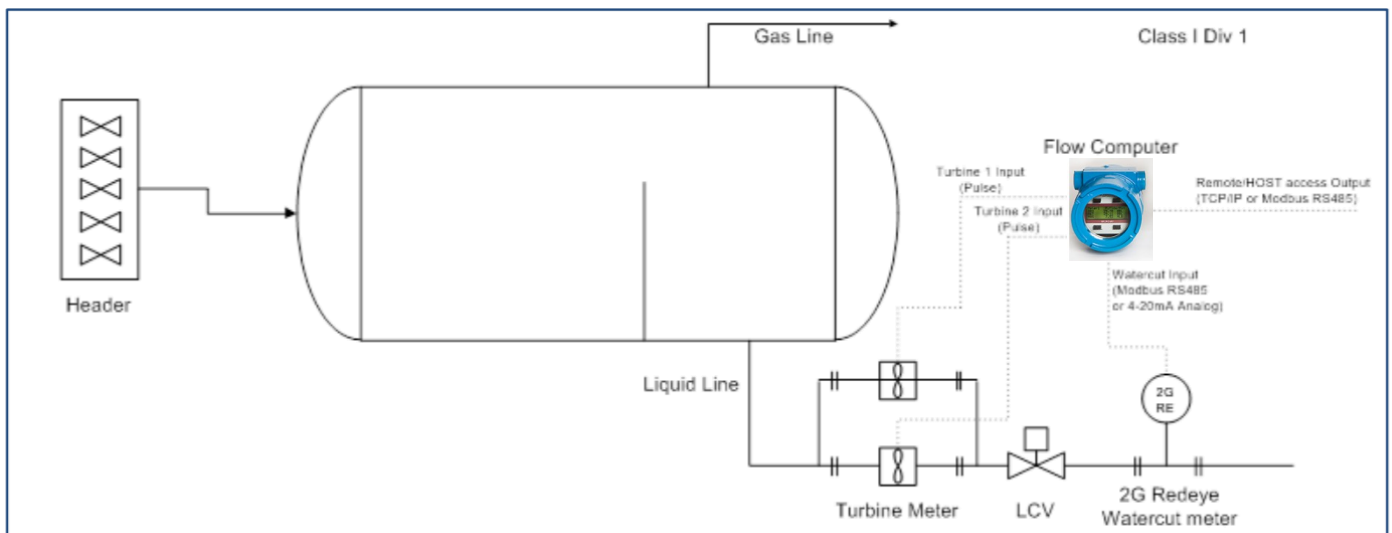 Gas Line
Class I Div 1
Header
Flow Computer
Turbine 1 Input
(Pulse)
Turbine 2 Input
(Pulse)
Remote/HOST access Output
(TCP/IP or Modbus RS485)
Watercut Input
(Modbus RS485
or 4-20mA Analog)
Liquid Line
2G
RE
Turbine Meter
LCV
2G Redeye
Watercut meter